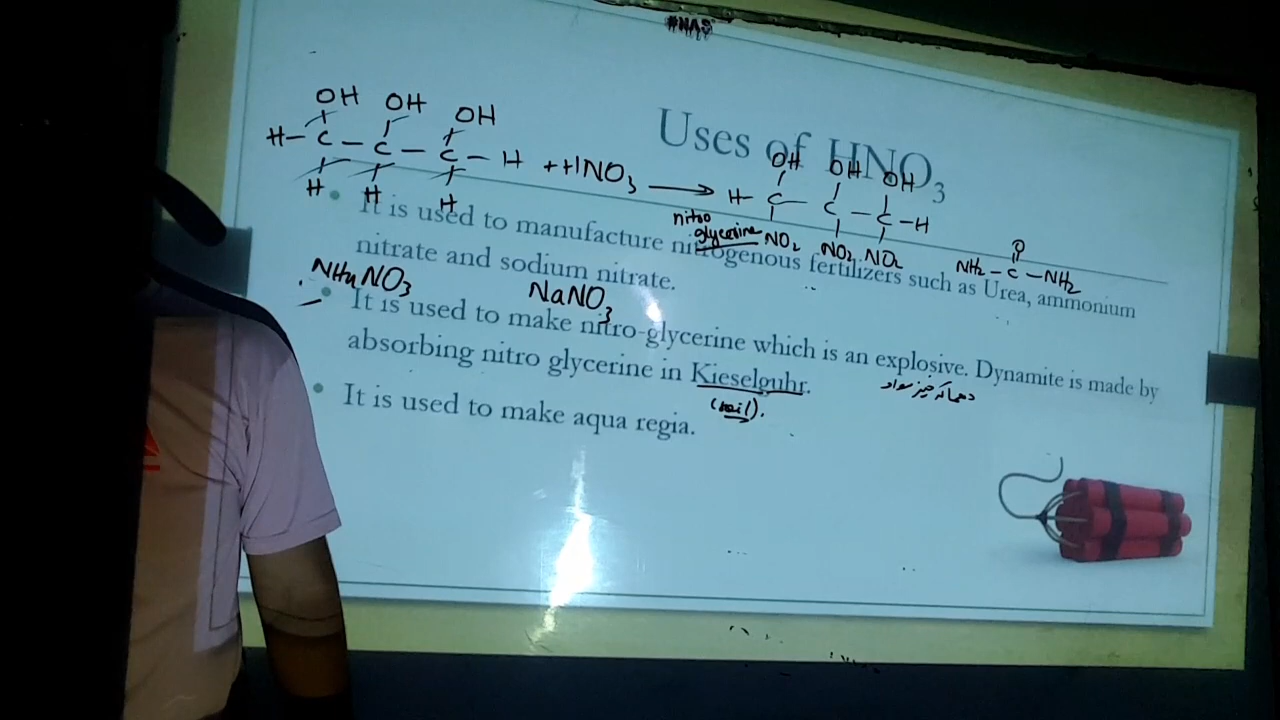 #NAS
Uses of HNO3
OH OH OH
H-C-C-C-H +HNO3 → H-C-C-C-H
H H H
OH OH OH
nitro
glycerine NO2 NO2 NO2
• It is used to manufacture nitrogenous fertilizers such as Urea, ammonium
nitrate and sodium nitrate.
O
NH2-C-NH2
NH4NO3 NaNO3
• It is used to make nitro-glycerine which is an explosive. Dynamite is made by
absorbing nitro glycerine in Kieselguhr.
(soil).
دھماکہ خیز مواد
• It is used to make aqua regia.